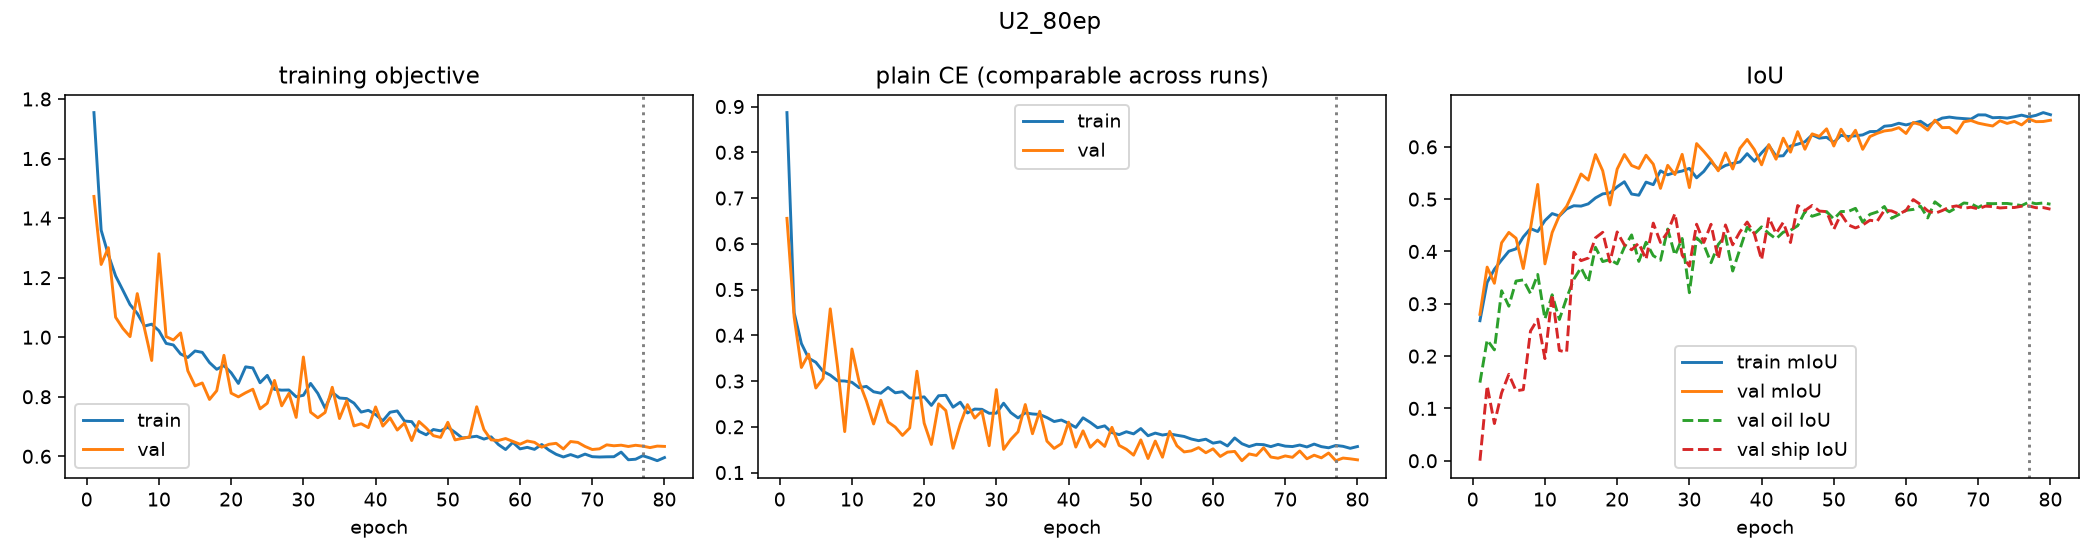 U2_80ep
training objective
1.8
1.6
1.4
1.2
1.0
0.8
0.6
train
val
0 10 20 30 40 50 60 70 80
epoch
plain CE (comparable across runs)
0.9
0.8
0.7
0.6
0.5
0.4
0.3
0.2
0.1
train
val
0 10 20 30 40 50 60 70 80
epoch
IoU
0.6
0.5
0.4
0.3
0.2
0.1
0.0
train mIoU
val mIoU
val oil IoU
val ship IoU
0 10 20 30 40 50 60 70 80
epoch